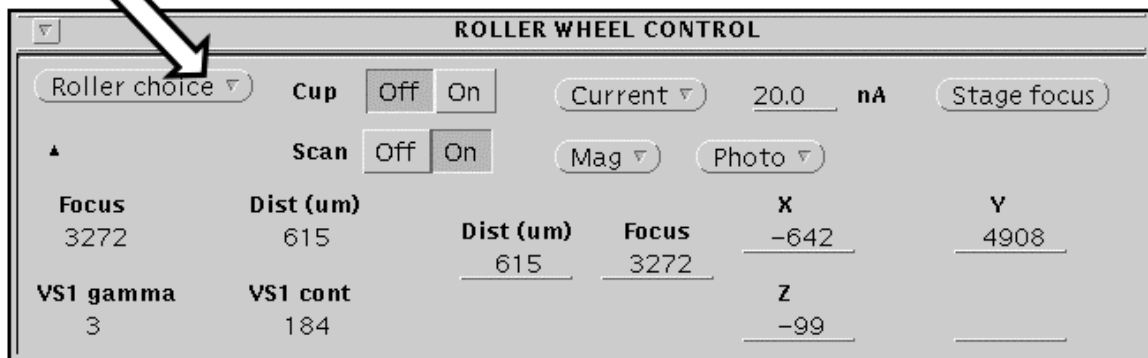 ROLLER WHEEL CONTROL
Roller choice Cup Off On Current 20.0 nA Stage focus
Scan Off On Mag Photo
Focus Dist (um) X Y
3272 615 Dist (um) Focus -642 4908
615 3272
VS1 gamma VS1 cont Z
3 184 -99